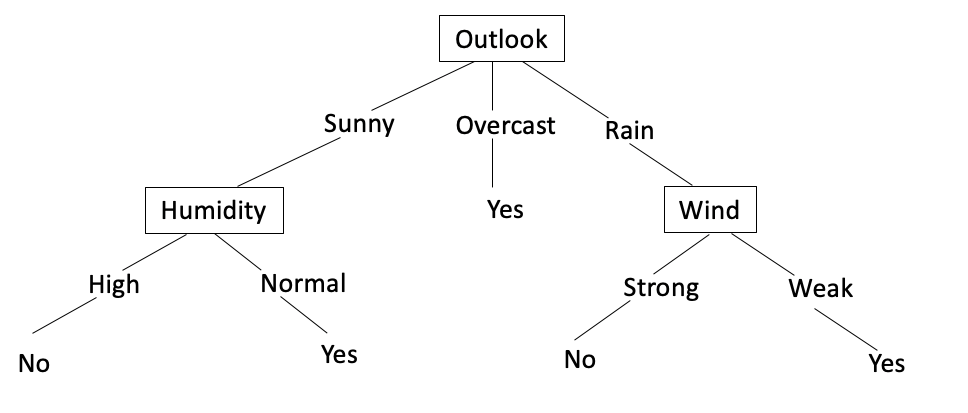 Outlook
Sunny
Overcast
Rain
Humidity
Yes
Wind
High
Normal
Strong
Weak
No
Yes
No
Yes